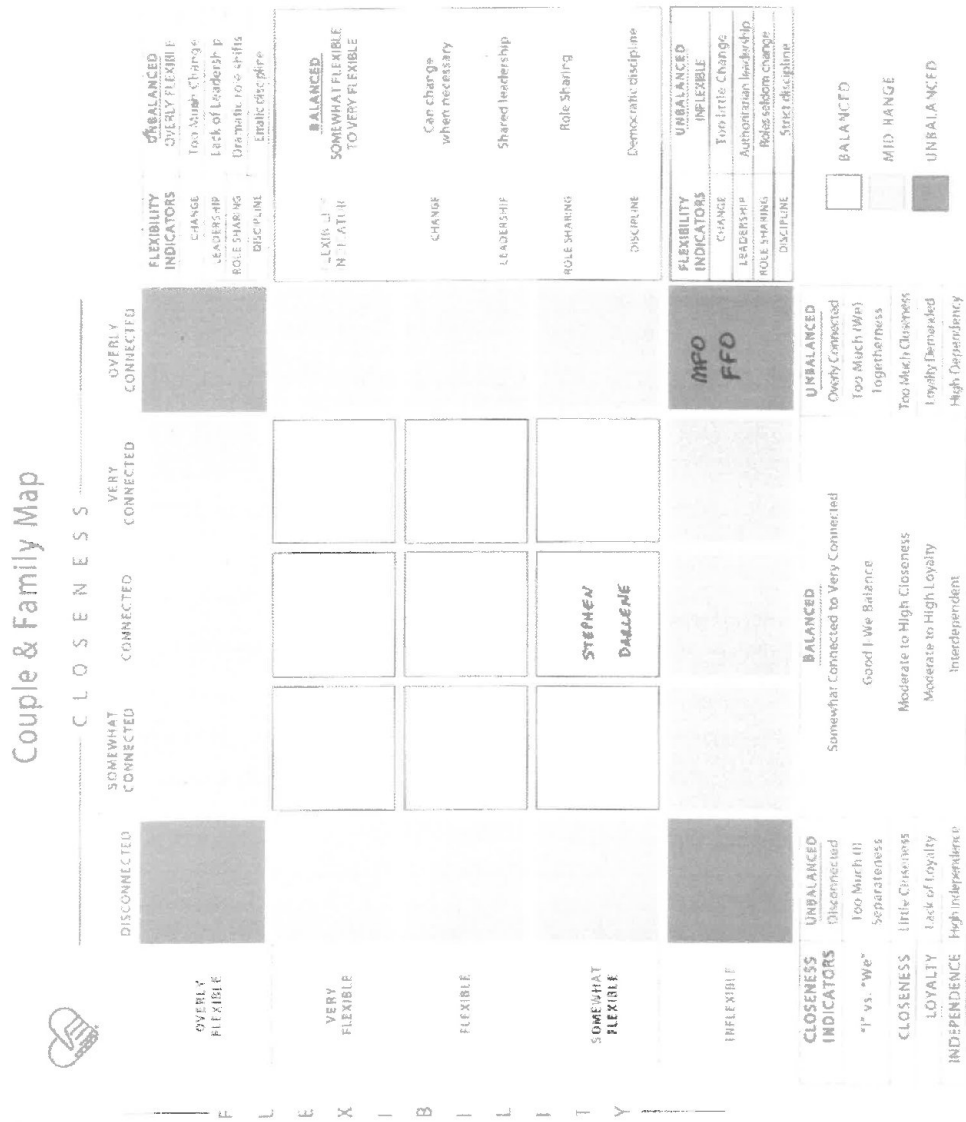 Couple & Family Map
CLOSENESS
DISCONNECTED
SOMEWHAT
CONNECTED
CONNECTED
VERY
CONNECTED
OVERLY
CONNECTED
FLEXIBILITY
INDICATORS
UNBALANCED
OVERLY FLEXIBLE
CHANGE
Too Much Change
LEADERSHIP
Lack of Leadership
ROLE SHARING
Dramatic role shifts
DISCIPLINE
Erratic discipline
FLEXIBILITY
OVERLY
FLEXIBLE
VERY
FLEXIBLE
FLEXIBLE
SOMEWHAT
FLEXIBLE
INFLEXIBLE
BALANCED
SOMEWHAT FLEXIBLE
TO VERY FLEXIBLE
CHANGE
Can change
when necessary
LEADERSHIP
Shared leadership
ROLE SHARING
Role Sharing
DISCIPLINE
Democratic discipline
STEPHEN
DARLENE
MPO
FFO
FLEXIBILITY
INDICATORS
UNBALANCED
INFLEXIBLE
CHANGE
Too Little Change
LEADERSHIP
Authoritarian leadership
ROLE SHARING
Roles seldom change
DISCIPLINE
Strict discipline
CLOSENESS
INDICATORS
UNBALANCED
Disconnected
BALANCED
Somewhat Connected to Very Connected
UNBALANCED
Overly Connected
"I" vs. "We"
Too Much (I)
Separateness
Good I-We Balance
Too Much (We)
Togetherness
CLOSENESS
Little Closeness
Moderate to High Closeness
Too Much Closeness
LOYALTY
Lack of Loyalty
Moderate to High Loyalty
Loyalty Demanded
INDEPENDENCE
High Independence
Interdependent
High Dependency
BALANCED
MID RANGE
UNBALANCED